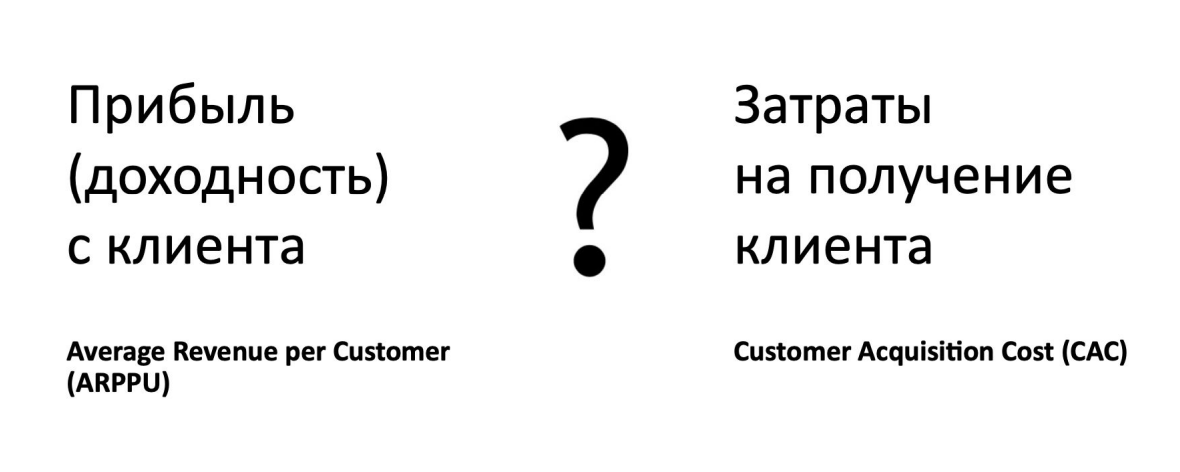 Прибыль
(доходность)
с клиента
?
Затраты
на получение
клиента
Average Revenue per Customer
(ARPPU)
Customer Acquisition Cost (CAC)